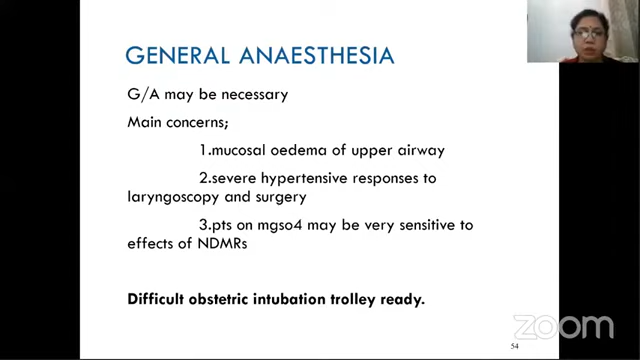 GENERAL ANAESTHESIA
G/A may be necessary
Main concerns;
1.mucosal oedema of upper airway
2.severe hypertensive responses to
laryngoscopy and surgery
3.pts on mgso4 may be very sensitive to
effects of NDMRs
Difficult obstetric intubation trolley ready.
zoom
54